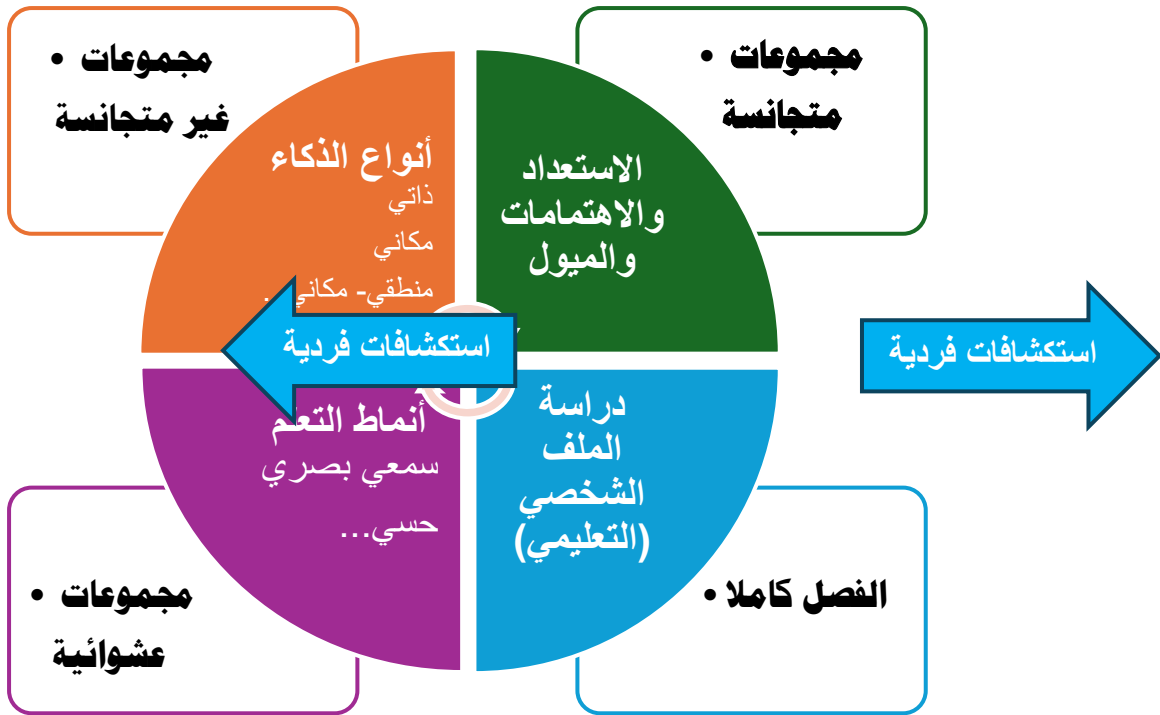 • مجموعات
متجانسة
• مجموعات
غير متجانسة
الاستعداد
والاهتمامات
والميول
أنواع الذكاء
ذاتي
مكاني
منطقي- مكاني..
استكشافات فردية
استكشافات فردية
دراسة
الملف
الشخصي
(التعليمي)
أنماط التعلم
سمعي بصري
حسي...
• الفصل كاملا
• مجموعات
عشوائية